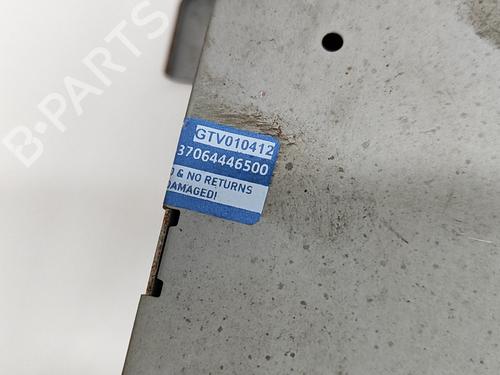 B-PARTS
GTV010412
37064446500
& NO RETURNS
DAMAGED!